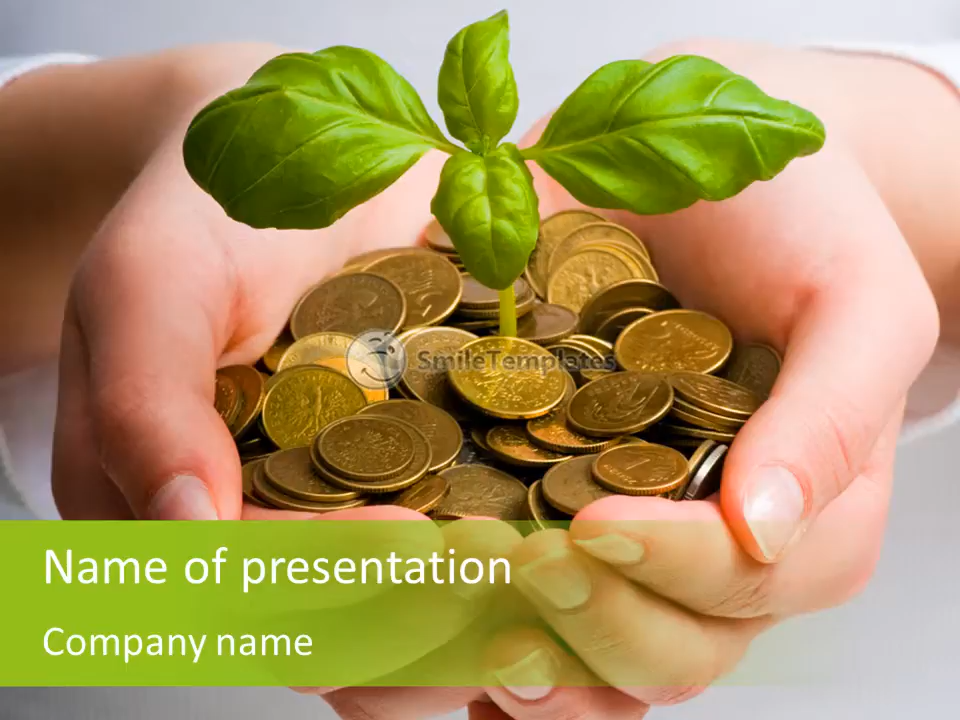 SmileTemplates
Name of presentation
Company name